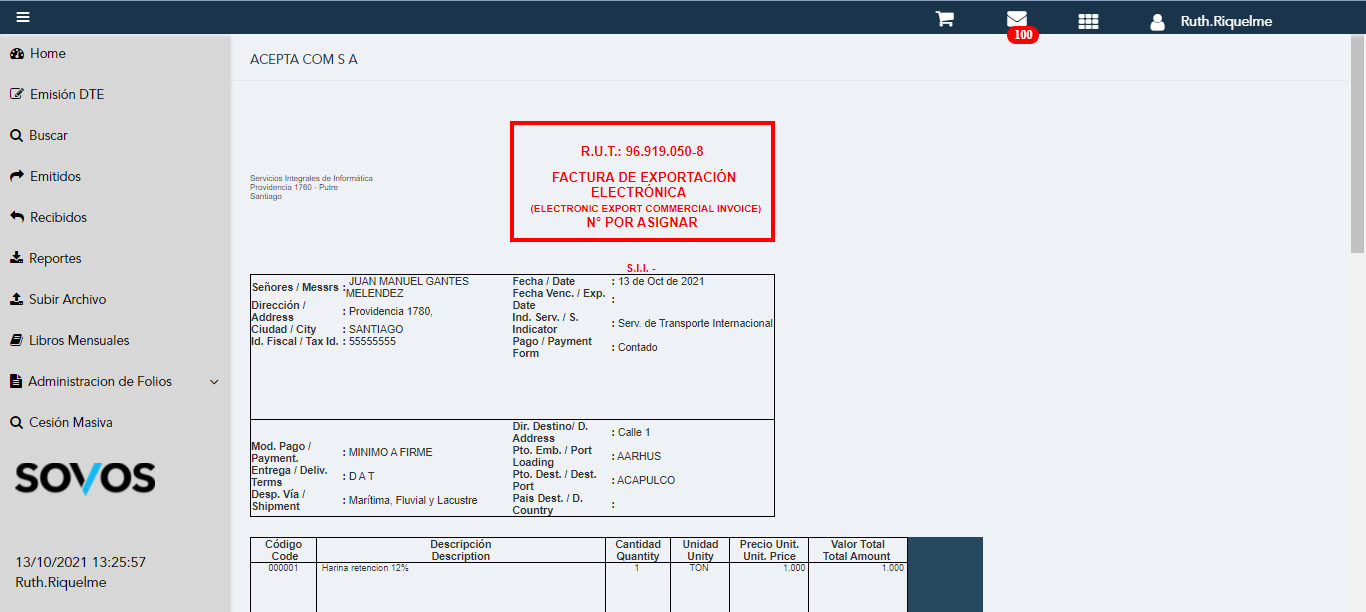 Ruth.Riquelme
100
Home
Emisión DTE
Buscar
Emitidos
Recibidos
Reportes
Subir Archivo
Libros Mensuales
Administracion de Folios
Cesión Masiva
SOVOS
13/10/2021 13:25:57
Ruth.Riquelme
ACEPTA COM S A
Servicios Integrales de Informática
Providencia 1760 - Putre
Santiago
R.U.T.: 96.919.050-8
FACTURA DE EXPORTACIÓN
ELECTRÓNICA
(ELECTRONIC EXPORT COMMERCIAL INVOICE)
N° POR ASIGNAR
S.I.I. -
Señores / Messrs : JUAN MANUEL GANTES
MELENDEZ
Dirección /
Address : Providencia 1780,
Ciudad / City : SANTIAGO
Id. Fiscal / Tax Id. : 55555555
Fecha / Date : 13 de Oct de 2021
Fecha Venc. / Exp.
Date :
Ind. Serv. / S.
Indicator : Serv. de Transporte Internacional
Pago / Payment
Form : Contado
Mod. Pago /
Payment. : MINIMO A FIRME
Entrega / Deliv.
Terms : D A T
Desp. Vía /
Shipment : Marítima, Fluvial y Lacustre
Dir. Destino/ D.
Address : Calle 1
Pto. Emb. / Port
Loading : AARHUS
Pto. Dest. / Dest.
Port : ACAPULCO
Pais Dest. / D.
Country :
Código Descripción Cantidad Unidad Precio Unit. Valor Total
Code Description Quantity Unity Unit. Price Total Amount
000001 Harina retencion 12% 1 TON 1.000 1.000